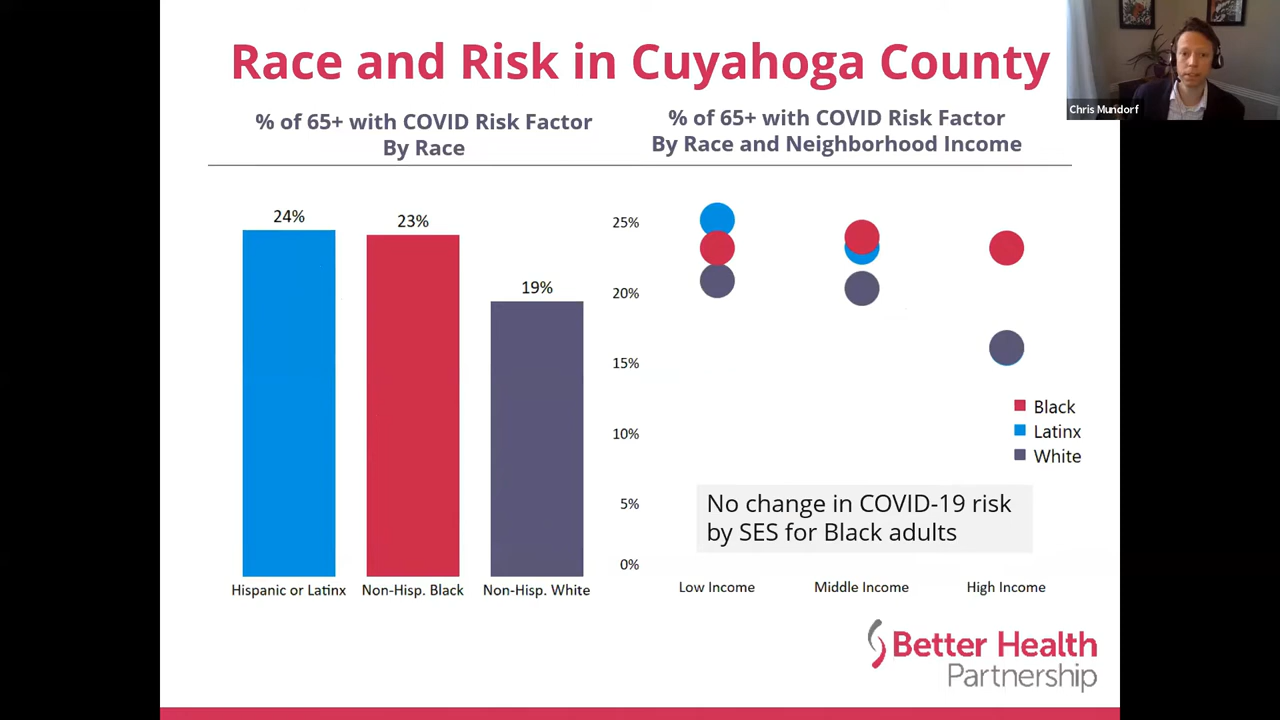 Race and Risk in Cuyahoga County
Chris Mundorf
% of 65+ with COVID Risk Factor
By Race
% of 65+ with COVID Risk Factor
By Race and Neighborhood Income
24%
23%
19%
Hispanic or Latinx
Non-Hisp. Black
Non-Hisp. White
25%
20%
15%
10%
5%
0%
Black
Latinx
White
No change in COVID-19 risk
by SES for Black adults
Low Income
Middle Income
High Income
Better Health
Partnership